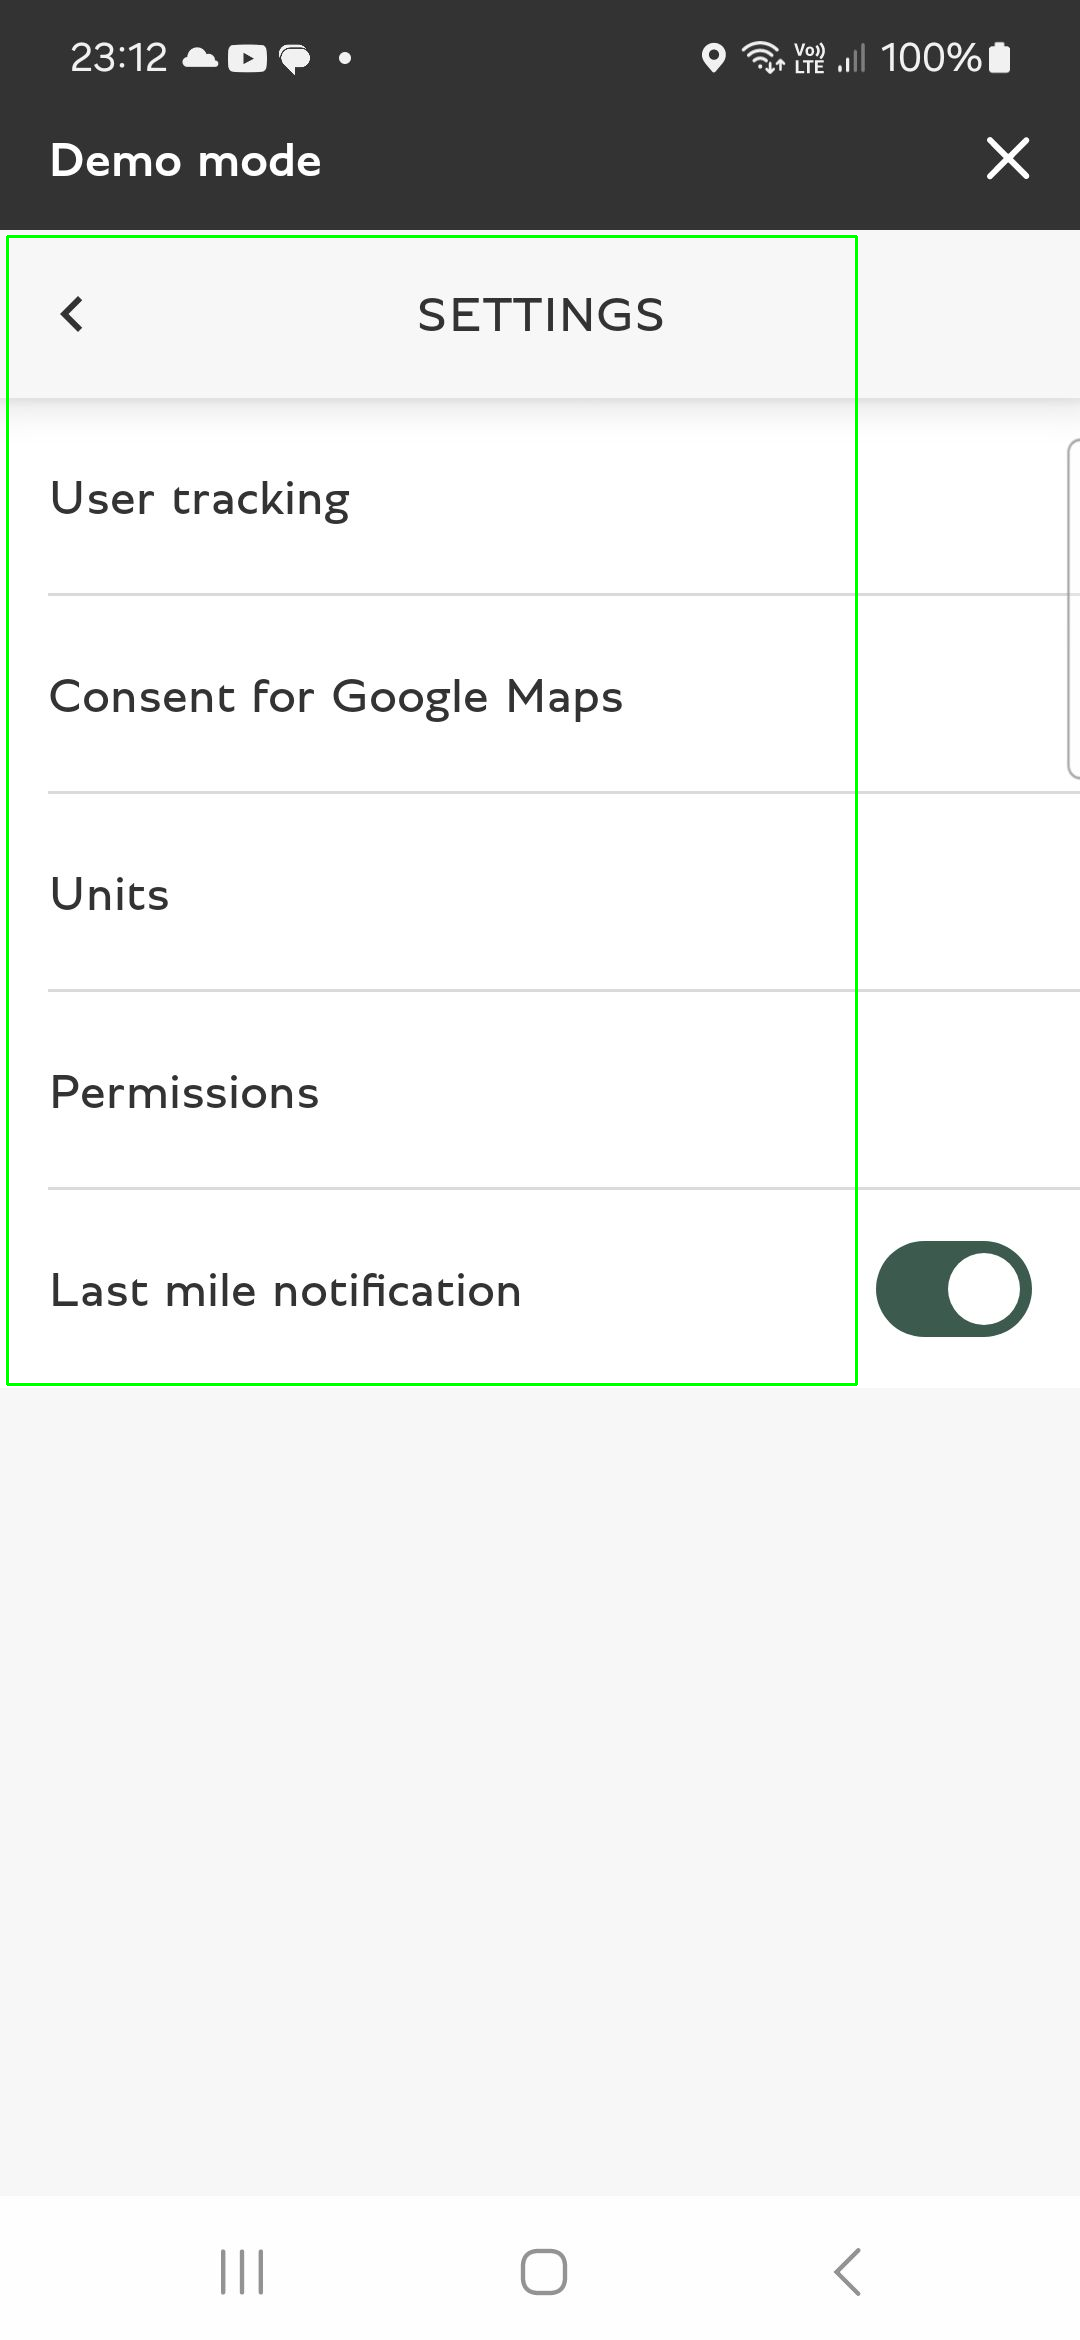 23:12 Vo)) LTE 100%
Demo mode
SETTINGS
User tracking
Consent for Google Maps
Units
Permissions
Last mile notification